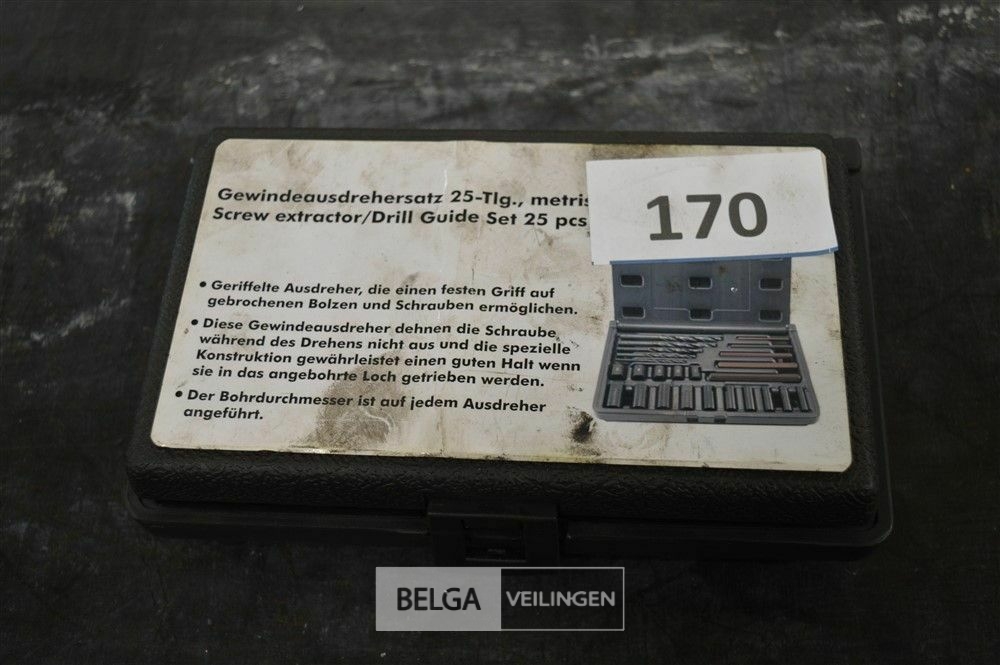 Gewindeausdrehersatz 25-Tlg.,
Screw extractor/Drill Guide Set 25 pcs
170
• Geriffelte Ausdreher, die einen festen Griff auf
gebrochenen Bolzen und Schrauben ermöglichen.
• Diese Gewindeausdreher dehnen die Schraube
während des Drehens nicht aus und die spezielle
Konstruktion gewährleistet einen guten Halt wenn
sie in das angebohrte Loch getrieben werden.
• Der Bohrdurchmesser ist auf jedem Ausdreher
angeführt.
BELGA VEILINGEN